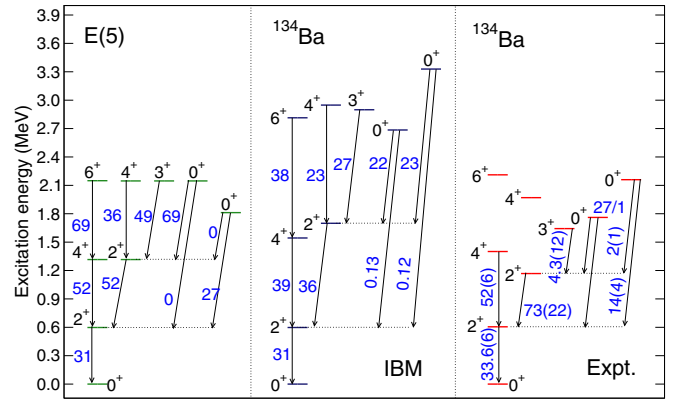 Excitation energy (MeV)
3.9
3.6
3.3
3.0
2.7
2.4
2.1
1.8
1.5
1.2
0.9
0.6
0.3
0.0
E(5)
6+ 4+ 3+ 0+
0+
69 36 49 69 0
4+ 2+
52 52 0 27
2+
31
0+
134Ba
0+
6+ 4+ 3+
0+
38 23 27 22 23
2+
4+
39 36 0.13 0.12
2+
31
0+
IBM
134Ba
6+ 0+
4+
27/1
3+ 0+
4+
4.3(12) 2(1)
2+
52(6) 73(22) 14(4)
2+
33.6(6)
0+
Expt.